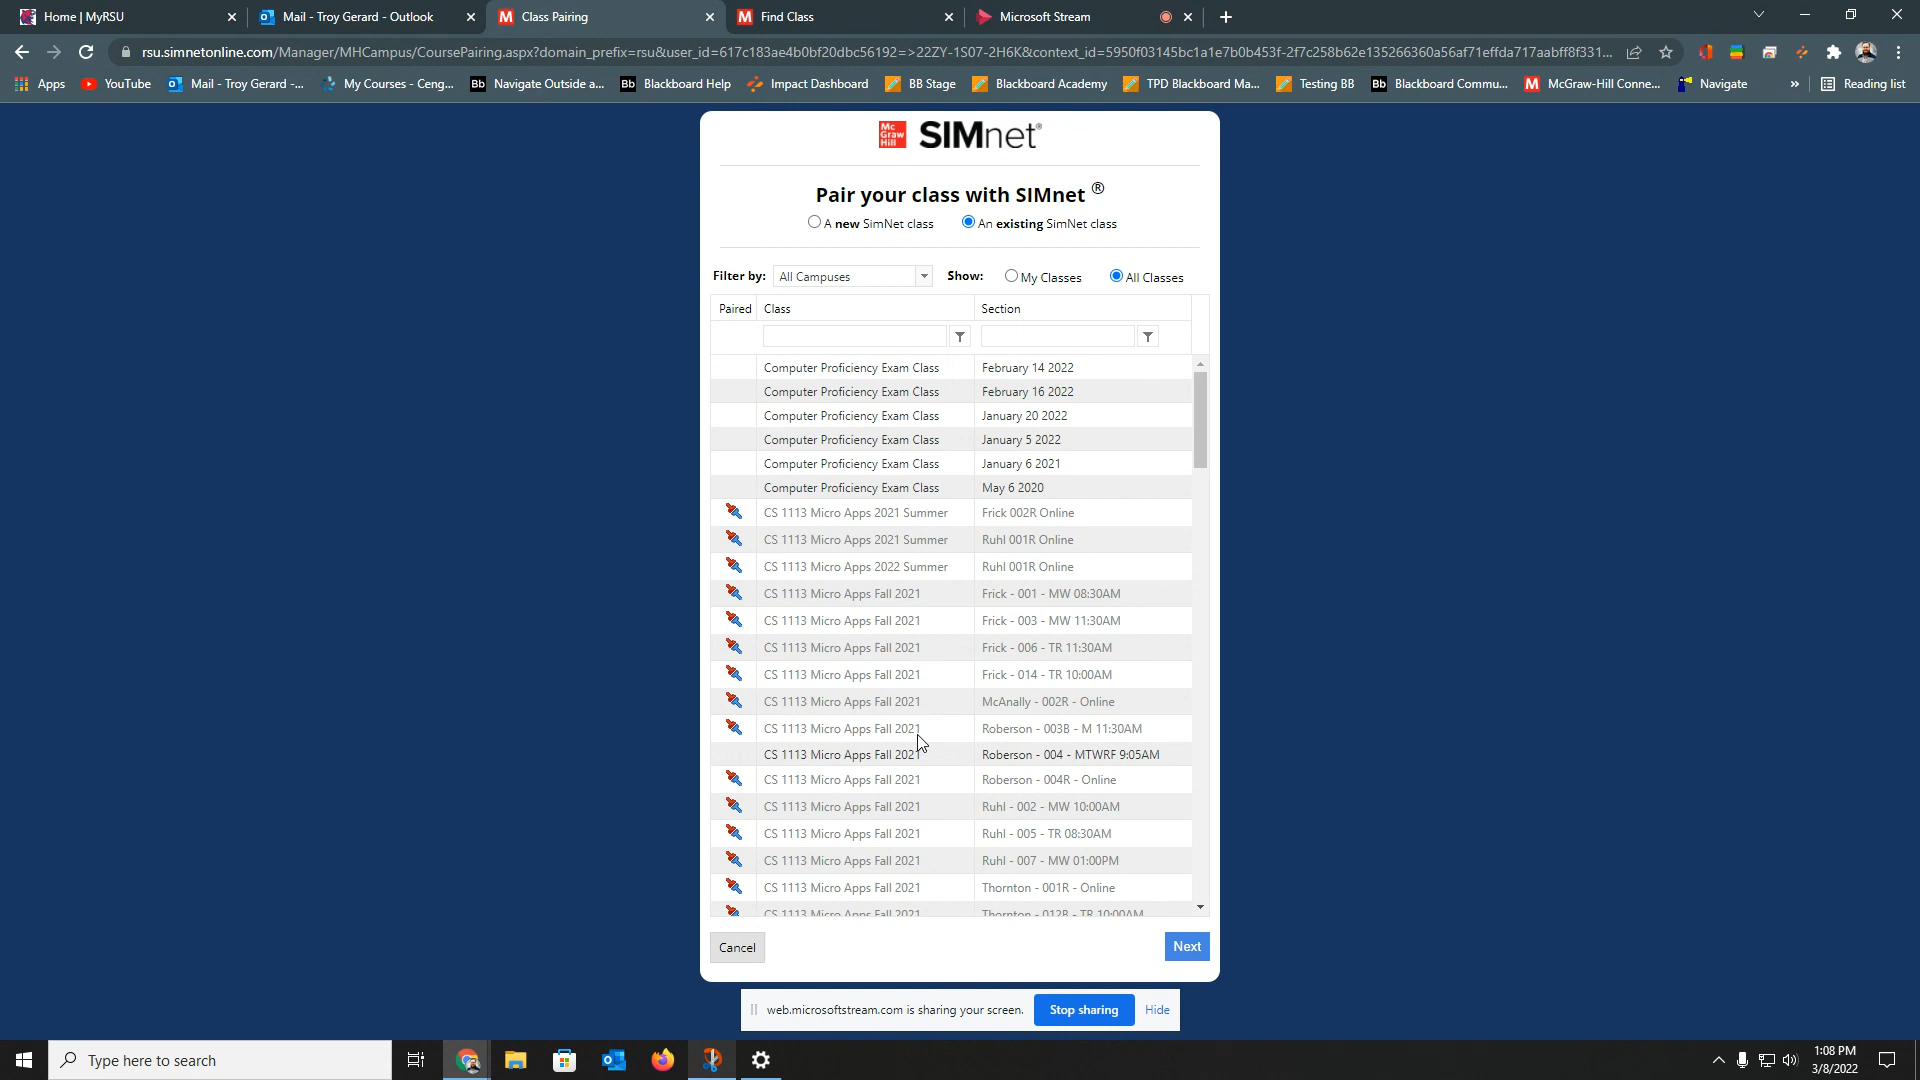 Home | MyRSU
Mail - Troy Gerard - Outlook
Class Pairing
Find Class
Microsoft Stream
rsu.simnetonline.com/Manager/MHCampus/CoursePairing.aspx?domain_prefix=rsu&user_id=617c183ae4b0bf20dbc56192=>22ZY-1S07-2H6K&context_id=5950f03145bc1a1e7b0b453f-2f7c258b62e135266360a56af71effda717aabff8f331...
Apps
YouTube
Mail - Troy Gerard -...
My Courses - Ceng...
Navigate Outside a...
Blackboard Help
Impact Dashboard
BB Stage
Blackboard Academy
TPD Blackboard Ma...
Testing BB
Blackboard Commu...
McGraw-Hill Conne...
Navigate
»
Reading list
Mc Graw Hill SIMnet®
Pair your class with SIMnet ®
A new SimNet class An existing SimNet class
Filter by: All Campuses Show: My Classes All Classes
Paired Class Section
Computer Proficiency Exam Class February 14 2022
Computer Proficiency Exam Class February 16 2022
Computer Proficiency Exam Class January 20 2022
Computer Proficiency Exam Class January 5 2022
Computer Proficiency Exam Class January 6 2021
Computer Proficiency Exam Class May 6 2020
CS 1113 Micro Apps 2021 Summer Frick 002R Online
CS 1113 Micro Apps 2021 Summer Ruhl 001R Online
CS 1113 Micro Apps 2022 Summer Ruhl 001R Online
CS 1113 Micro Apps Fall 2021 Frick - 001 - MW 08:30AM
CS 1113 Micro Apps Fall 2021 Frick - 003 - MW 11:30AM
CS 1113 Micro Apps Fall 2021 Frick - 006 - TR 11:30AM
CS 1113 Micro Apps Fall 2021 Frick - 014 - TR 10:00AM
CS 1113 Micro Apps Fall 2021 McAnally - 002R - Online
CS 1113 Micro Apps Fall 2021 Roberson - 003B - M 11:30AM
CS 1113 Micro Apps Fall 2021 Roberson - 004 - MTWRF 9:05AM
CS 1113 Micro Apps Fall 2021 Roberson - 004R - Online
CS 1113 Micro Apps Fall 2021 Ruhl - 002 - MW 10:00AM
CS 1113 Micro Apps Fall 2021 Ruhl - 005 - TR 08:30AM
CS 1113 Micro Apps Fall 2021 Ruhl - 007 - MW 01:00PM
CS 1113 Micro Apps Fall 2021 Thornton - 001R - Online
CS 1113 Micro Apps Fall 2021 Thornton - 012B - TR 10:00AM
Cancel Next
web.microsoftstream.com is sharing your screen. Stop sharing Hide
Type here to search
1:08 PM
3/8/2022